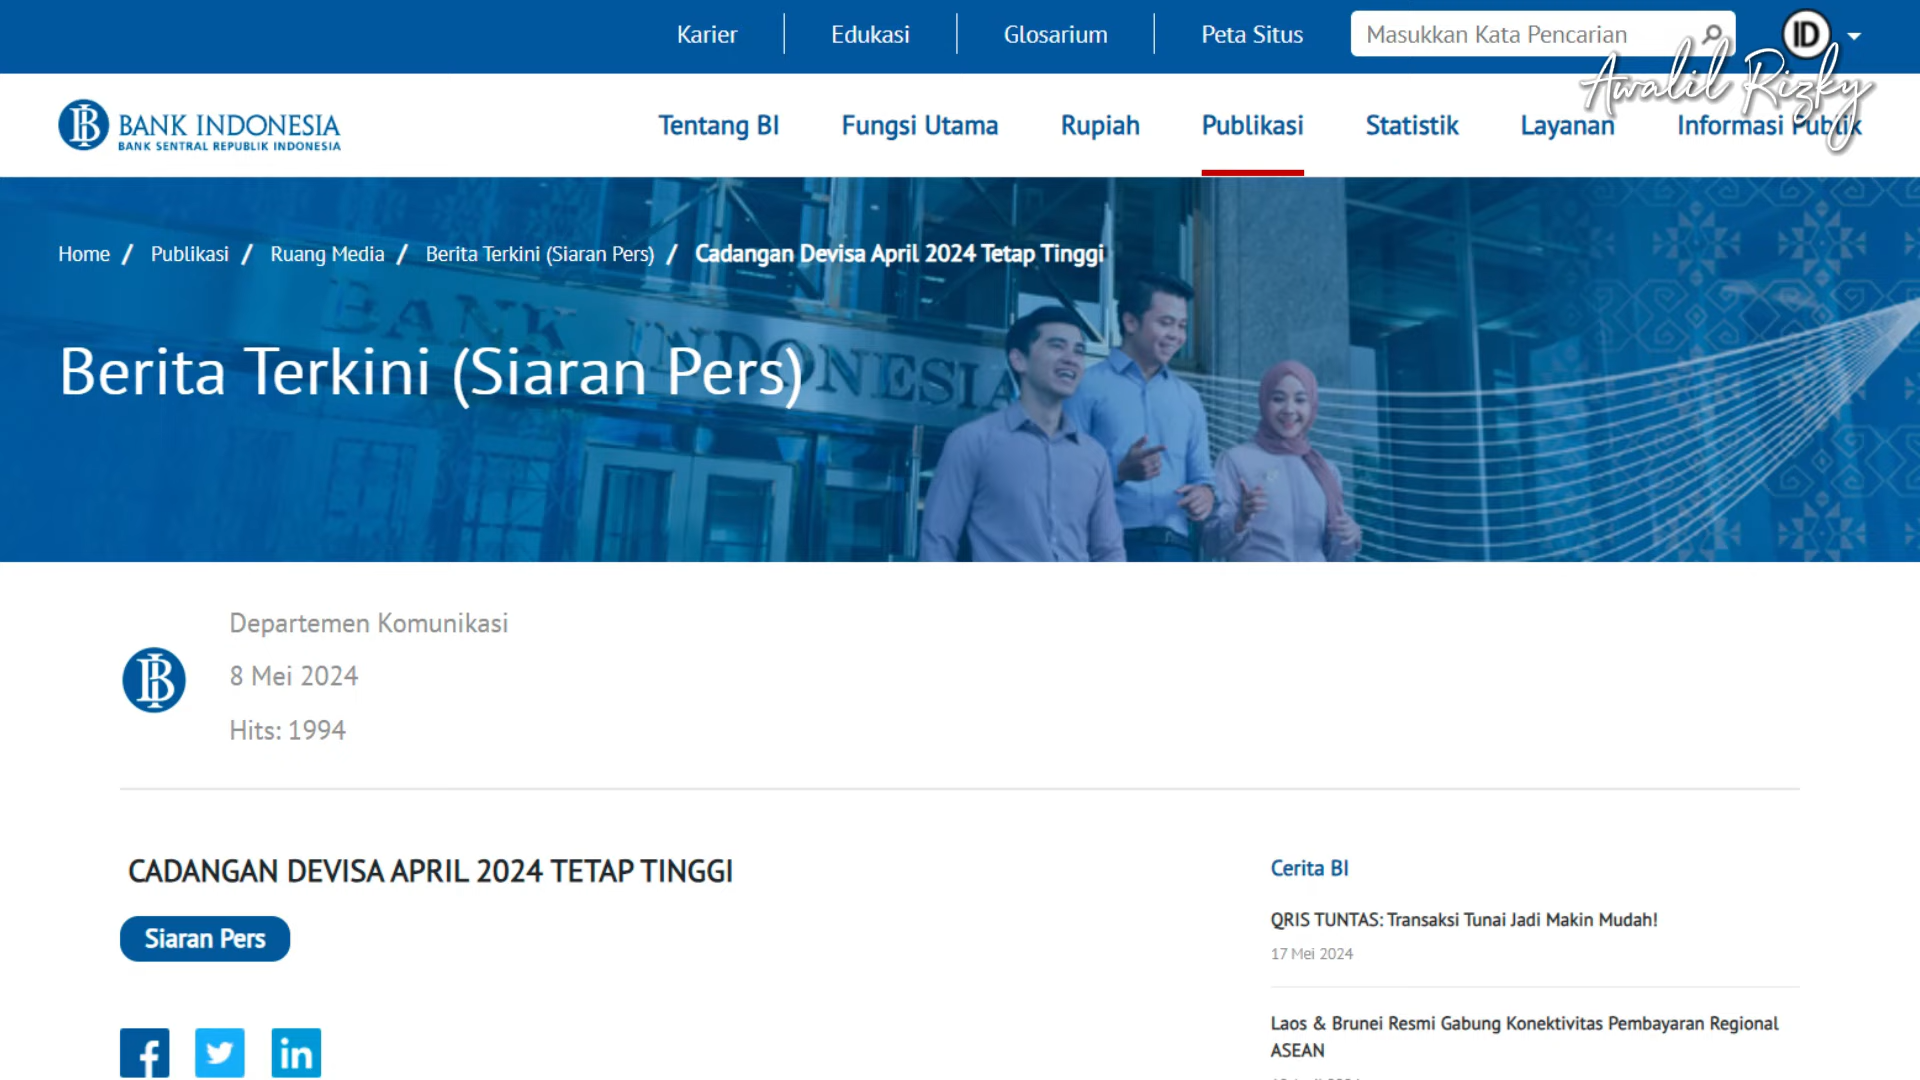 Karier
Edukasi
Glosarium
Peta Situs
Masukkan Kata Pencarian
ID
Awalil Rizky
BANK INDONESIA
BANK SENTRAL REPUBLIK INDONESIA
Tentang BI
Fungsi Utama
Rupiah
Publikasi
Statistik
Layanan
Informasi Publik
Home / Publikasi / Ruang Media / Berita Terkini (Siaran Pers) / Cadangan Devisa April 2024 Tetap Tinggi
BANK INDONESIA
Berita Terkini (Siaran Pers)
Departemen Komunikasi
8 Mei 2024
Hits: 1994
CADANGAN DEVISA APRIL 2024 TETAP TINGGI
Siaran Pers
Cerita BI
QRIS TUNTAS: Transaksi Tunai Jadi Makin Mudah!
17 Mei 2024
Laos & Brunei Resmi Gabung Konektivitas Pembayaran Regional
ASEAN